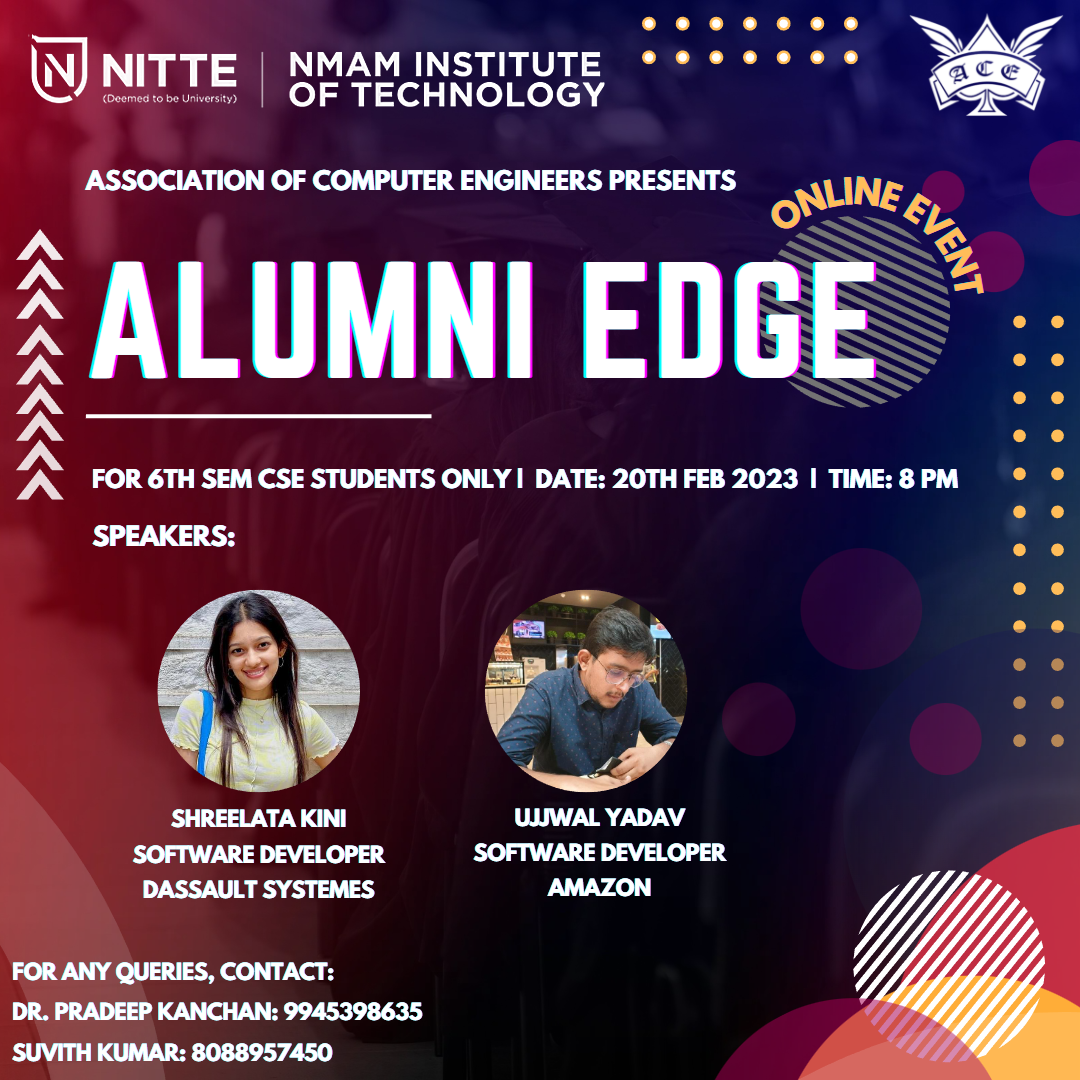 NITTE
(Deemed to be University)
NMAM INSTITUTE
OF TECHNOLOGY
ACE
ASSOCIATION OF COMPUTER ENGINEERS PRESENTS
ONLINE EVENT
ALUMNI EDGE
FOR 6TH SEM CSE STUDENTS ONLY | DATE: 20TH FEB 2023 | TIME: 8 PM
SPEAKERS:
SHREELATA KINI
SOFTWARE DEVELOPER
DASSAULT SYSTEMES
UJJWAL YADAV
SOFTWARE DEVELOPER
AMAZON
FOR ANY QUERIES, CONTACT:
DR. PRADEEP KANCHAN: 9945398635
SUVITH KUMAR: 8088957450